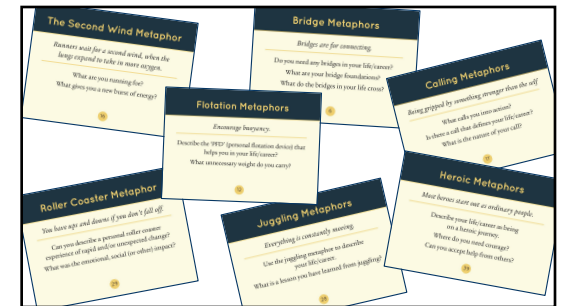 The Second Wind Metaphor
Runners wait for a second wind, when the
lungs expand to take in more oxygen.
What are you running for?
What gives you a new burst of energy?
Bridge Metaphors
Bridges are for connecting.
Do you need any bridges in your life/career?
What are your bridge foundations?
What do the bridges in your life cross?
Calling Metaphors
Being gripped by something stronger than the self
What calls you into action?
Is there a call that defines your life/career?
What is the nature of your call?
Flotation Metaphors
Encourage buoyancy.
Describe the 'PFD' (personal flotation device) that
helps you in your life/career?
What unnecessary weight do you carry?
Roller Coaster Metaphors
You have ups and downs if you don't fall off.
Can you describe a personal roller coaster
experience of rapid and/or unexpected change?
What was the emotional, social (or other) impact?
Juggling Metaphors
Everything is constantly moving.
Use the juggling metaphor to describe
your life/career.
What is a lesson you have learned from juggling?
Heroic Metaphors
Most heroes start out as ordinary people.
Describe your life/career as being
on a heroic journey.
Where do you need courage?
Can you accept help from others?